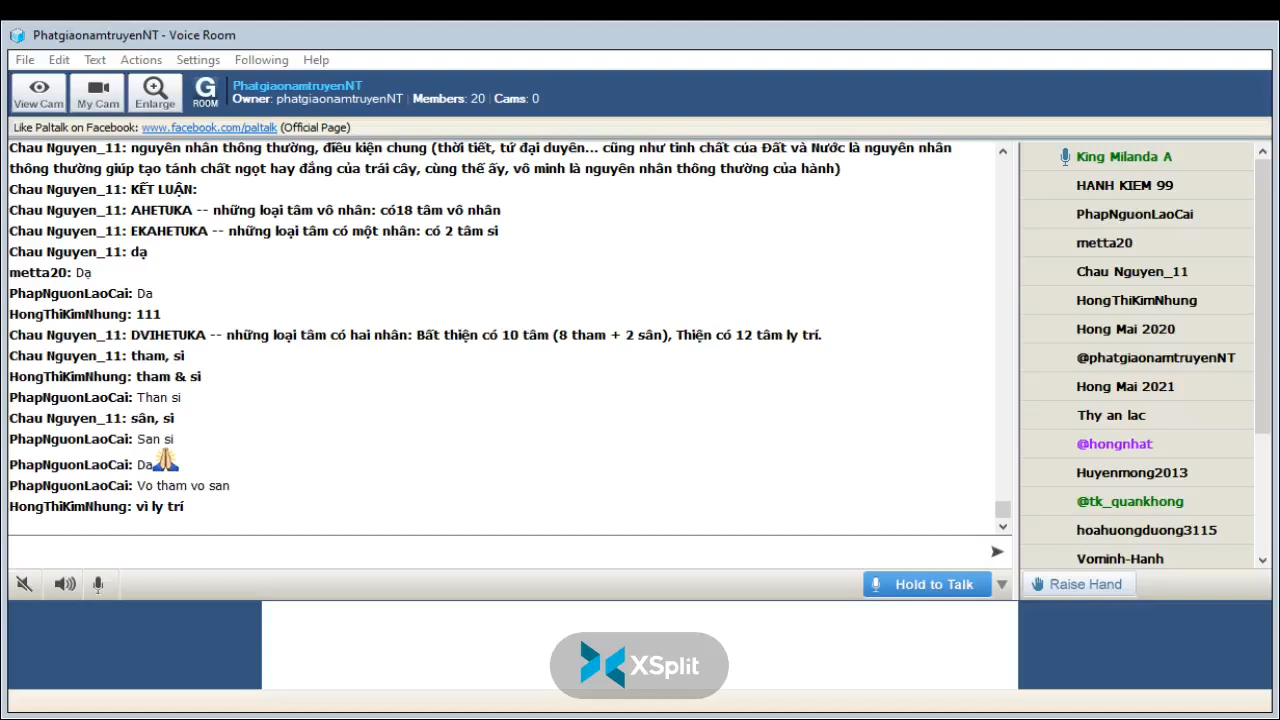 PhatgiaonamtruyenNT - Voice Room
File Edit Text Actions Settings Following Help
View Cam My Cam Enlarge G ROOM
PhatgiaonamtruyenNT
Owner: phatgiaonamtruyenNT | Members: 20 | Cams: 0
Like Paltalk on Facebook: www.facebook.com/paltalk (Official Page)
Chau Nguyen_11: nguyên nhân thông thường, điều kiện chung (thời tiết, tứ đại duyên... cũng như tinh chất của Đất và Nước là nguyên nhân
thông thường giúp tạo tánh chất ngọt hay đắng của trái cây, cùng thế ấy, vô minh là nguyên nhân thông thường của hành)
Chau Nguyen_11: KẾT LUẬN:
Chau Nguyen_11: AHETUKA -- những loại tâm vô nhân: có18 tâm vô nhân
Chau Nguyen_11: EKAHETUKA -- những loại tâm có một nhân: có 2 tâm si
Chau Nguyen_11: dạ
metta20: Dạ
PhapNguonLaoCai: Da
HongThiKimNhung: 111
Chau Nguyen_11: DVIHETUKA -- những loại tâm có hai nhân: Bất thiện có 10 tâm (8 tham + 2 sân), Thiện có 12 tâm ly trí.
Chau Nguyen_11: tham, si
HongThiKimNhung: tham & si
PhapNguonLaoCai: Than si
Chau Nguyen_11: sân, si
PhapNguonLaoCai: San si
PhapNguonLaoCai: Da
PhapNguonLaoCai: Vo tham vo san
HongThiKimNhung: vì ly trí
King Milanda A
HANH KIEM 99
PhapNguonLaoCai
metta20
Chau Nguyen_11
HongThiKimNhung
Hong Mai 2020
@phatgiaonamtruyenNT
Hong Mai 2021
Thy an lac
@hongnhat
Huyenmong2013
@tk_quankhong
hoahuongduong3115
Vominh-Hanh
Hold to Talk
Raise Hand
XSplit